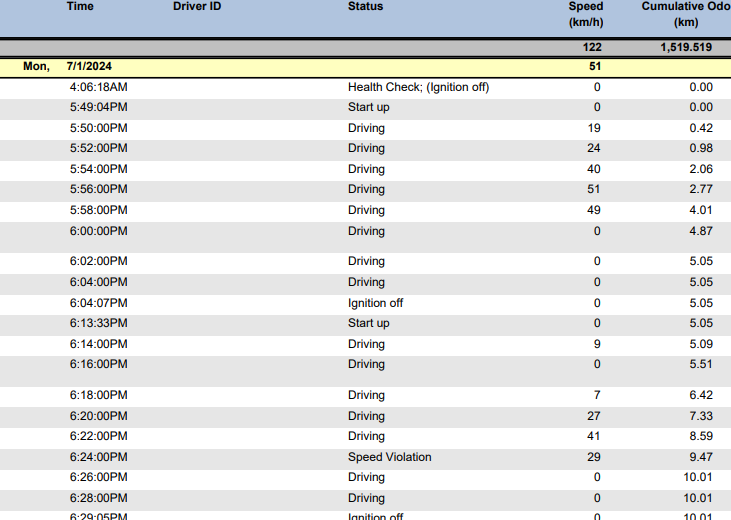 Time Driver ID Status Speed (km/h) Cumulative Odo (km)
122 1,519.519
Mon, 7/1/2024 51
4:06:18AM Health Check; (Ignition off) 0 0.00
5:49:04PM Start up 0 0.00
5:50:00PM Driving 19 0.42
5:52:00PM Driving 24 0.98
5:54:00PM Driving 40 2.06
5:56:00PM Driving 51 2.77
5:58:00PM Driving 49 4.01
6:00:00PM Driving 0 4.87
6:02:00PM Driving 0 5.05
6:04:00PM Driving 0 5.05
6:04:07PM Ignition off 0 5.05
6:13:33PM Start up 0 5.05
6:14:00PM Driving 9 5.09
6:16:00PM Driving 0 5.51
6:18:00PM Driving 7 6.42
6:20:00PM Driving 27 7.33
6:22:00PM Driving 41 8.59
6:24:00PM Speed Violation 29 9.47
6:26:00PM Driving 0 10.01
6:28:00PM Driving 0 10.01
6:29:05PM Ignition off 0 10.01